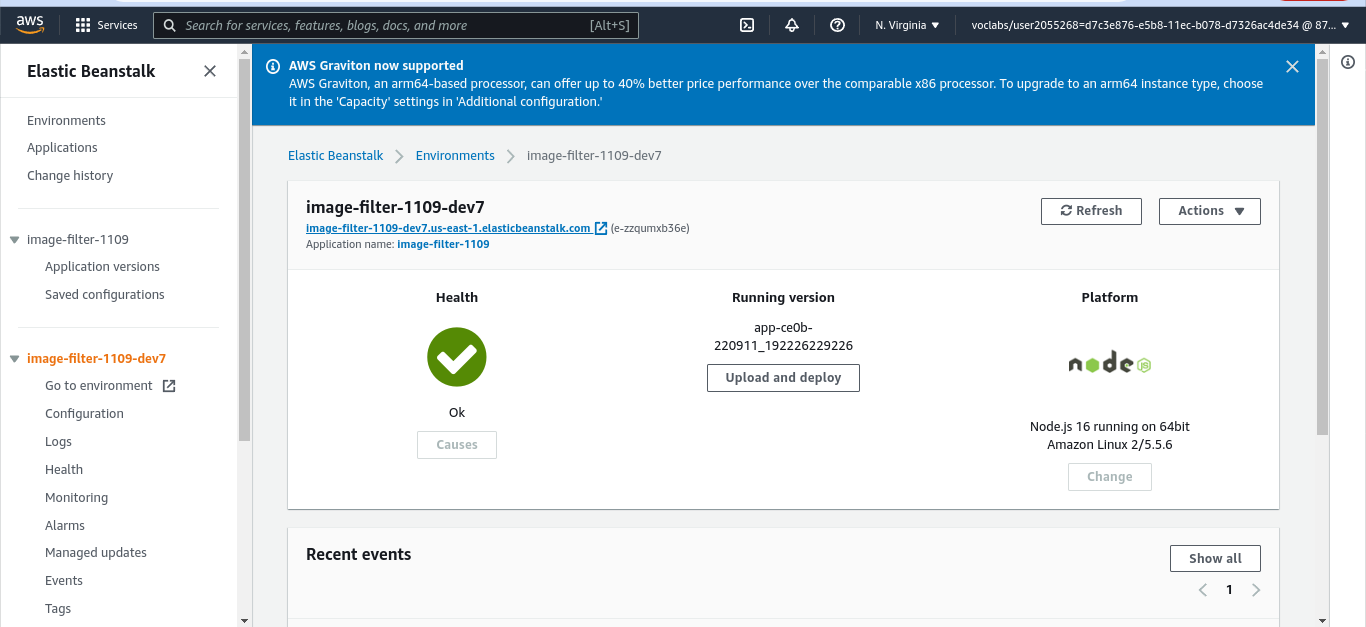 aws
Services
Search for services, features, blogs, docs, and more
[Alt+S]
N. Virginia
voclabs/user2055268=d7c3e876-e5b8-11ec-b078-d7326ac4de34 @ 87...
Elastic Beanstalk
Environments
Applications
Change history
image-filter-1109
Application versions
Saved configurations
image-filter-1109-dev7
Go to environment
Configuration
Logs
Health
Monitoring
Alarms
Managed updates
Events
Tags
AWS Graviton now supported
AWS Graviton, an arm64-based processor, can offer up to 40% better price performance over the comparable x86 processor. To upgrade to an arm64 instance type, choose
it in the 'Capacity' settings in 'Additional configuration.'
Elastic Beanstalk
Environments
image-filter-1109-dev7
image-filter-1109-dev7
image-filter-1109-dev7.us-east-1.elasticbeanstalk.com (e-zzqumxb36e)
Application name: image-filter-1109
Refresh
Actions
Health
Ok
Causes
Running version
app-ce0b-
220911_192226229226
Upload and deploy
Platform
node JS
Node.js 16 running on 64bit
Amazon Linux 2/5.5.6
Change
Recent events
Show all
1